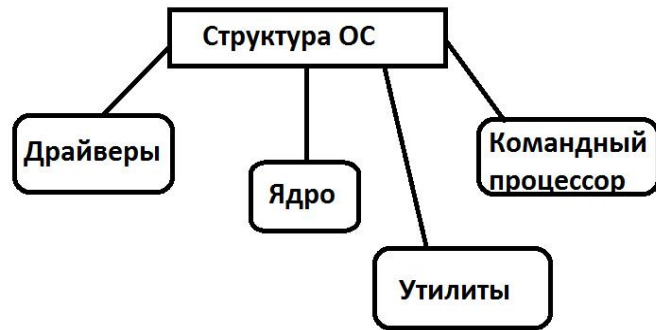 Структура ОС
Драйверы
Ядро
Утилиты
Командный
процессор